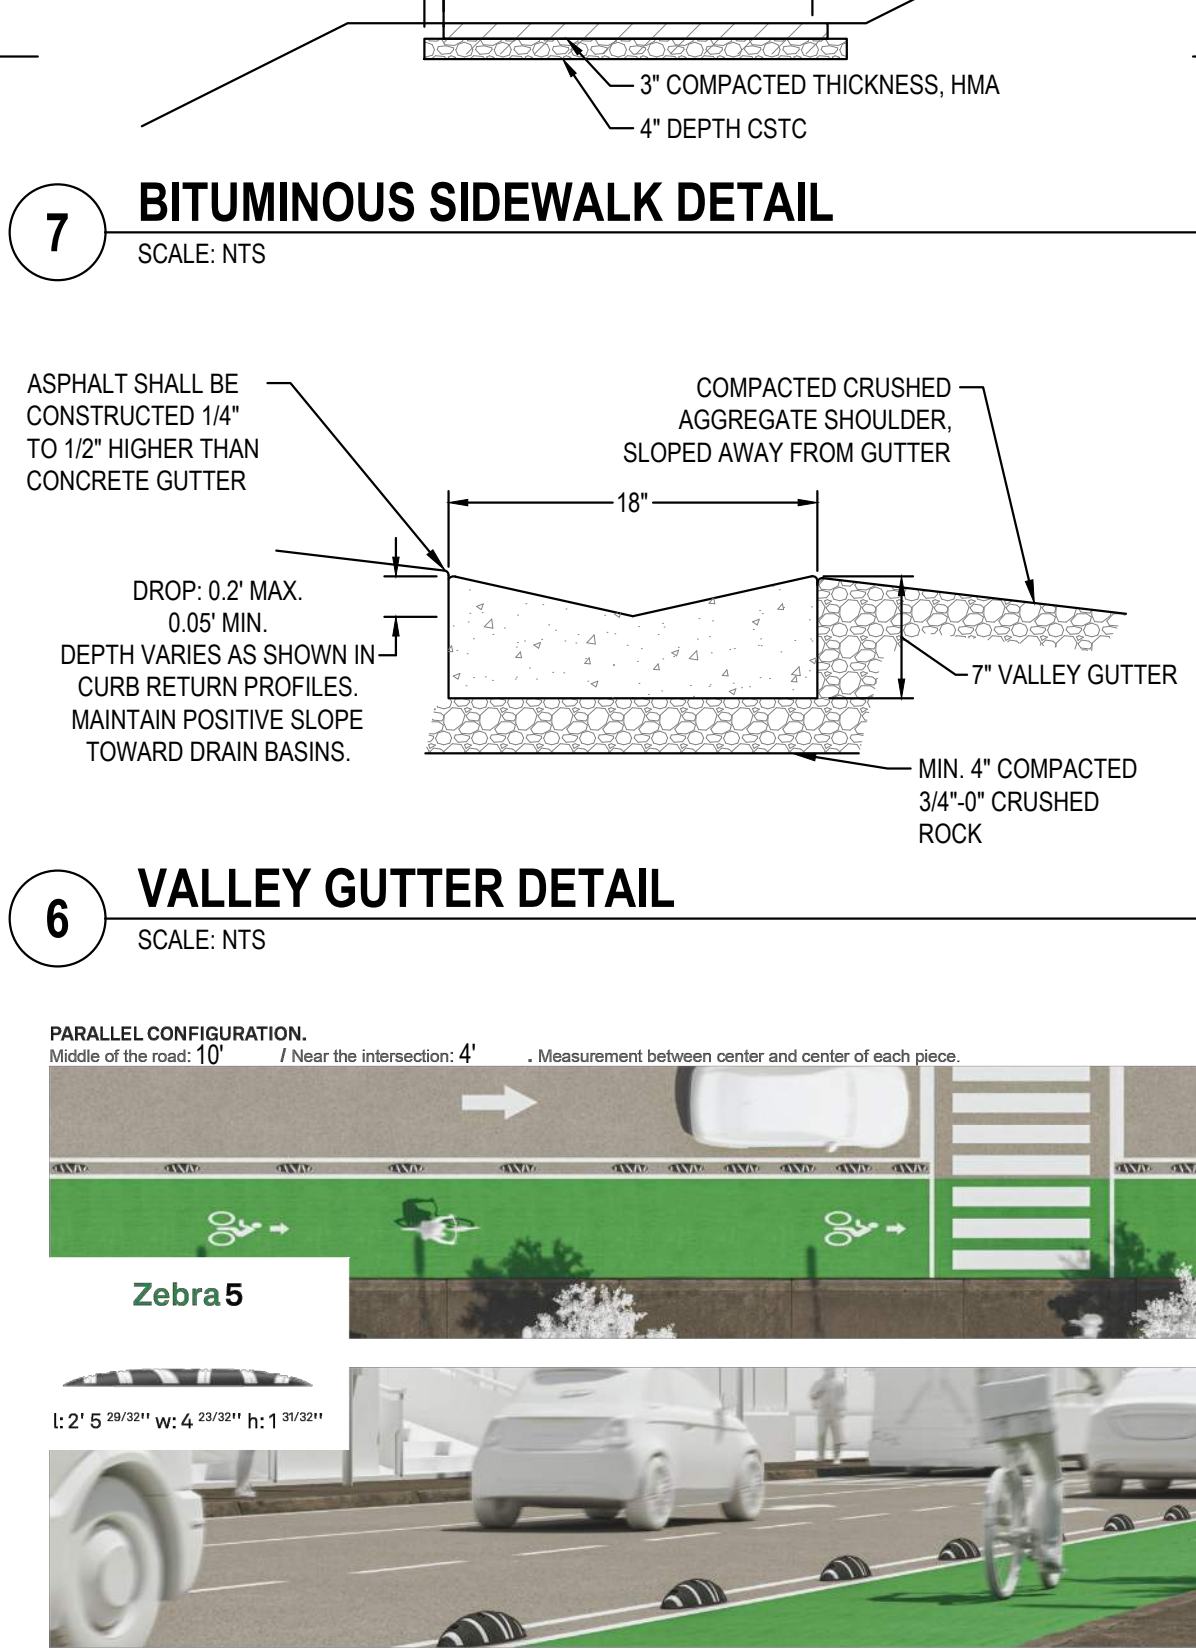 3" COMPACTED THICKNESS, HMA
4" DEPTH CSTC
7
BITUMINOUS SIDEWALK DETAIL
SCALE: NTS
ASPHALT SHALL BE
CONSTRUCTED 1/4"
TO 1/2" HIGHER THAN
CONCRETE GUTTER
COMPACTED CRUSHED
AGGREGATE SHOULDER,
SLOPED AWAY FROM GUTTER
18"
DROP: 0.2' MAX.
0.05' MIN.
DEPTH VARIES AS SHOWN IN
CURB RETURN PROFILES.
MAINTAIN POSITIVE SLOPE
TOWARD DRAIN BASINS.
7" VALLEY GUTTER
MIN. 4" COMPACTED
3/4"-0" CRUSHED
ROCK
6
VALLEY GUTTER DETAIL
SCALE: NTS
PARALLEL CONFIGURATION.
Middle of the road: 10' / Near the intersection: 4' . Measurement between center and center of each piece.
Zebra 5
l: 2' 5 29/32'' w: 4 23/32'' h: 1 31/32''